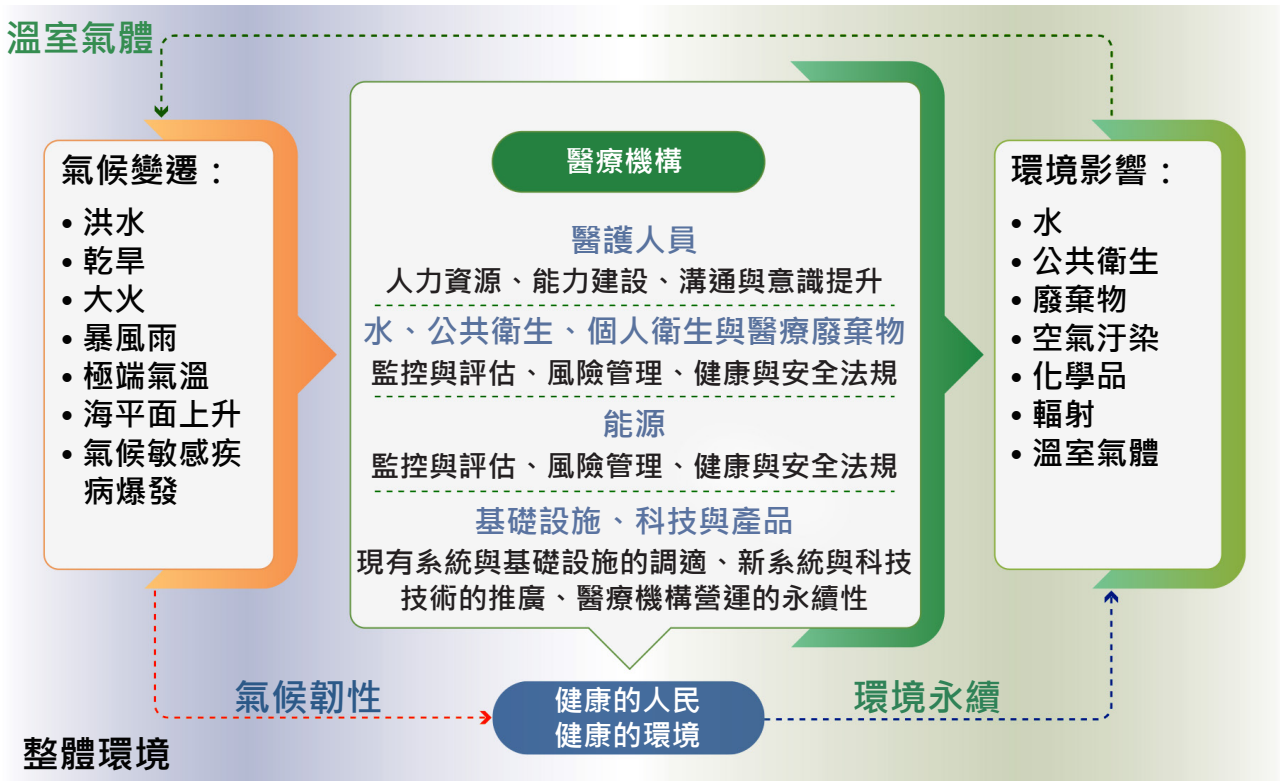 溫室氣體
氣候變遷：
• 洪水
• 乾旱
• 大火
• 暴風雨
• 極端氣溫
• 海平面上升
• 氣候敏感疾
病爆發
醫療機構
醫護人員
人力資源、能力建設、溝通與意識提升
水、公共衛生、個人衛生與醫療廢棄物
監控與評估、風險管理、健康與安全法規
能源
監控與評估、風險管理、健康與安全法規
基礎設施、科技與產品
現有系統與基礎設施的調適、新系統與科技
技術的推廣、醫療機構營運的永續性
環境影響：
• 水
• 公共衛生
• 廢棄物
• 空氣汙染
• 化學品
• 輻射
• 溫室氣體
氣候韌性
健康的人民
健康的環境
環境永續
整體環境